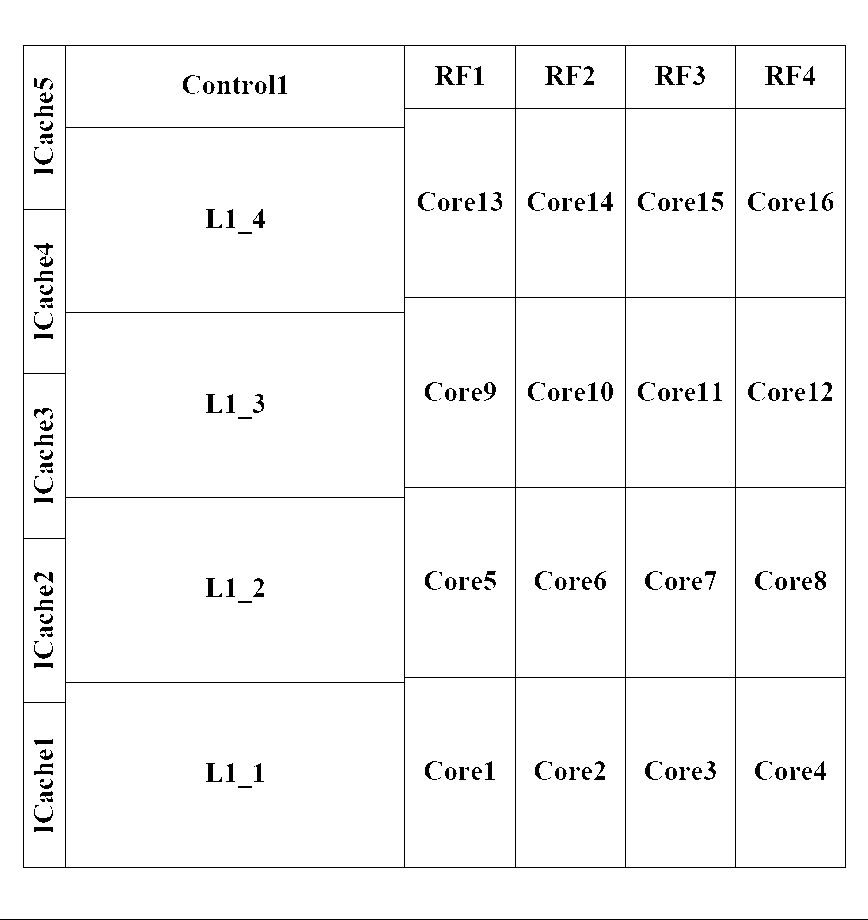 ICache5
Control1
RF1
RF2
RF3
RF4
L1_4
Core13
Core14
Core15
Core16
ICache4
L1_3
Core9
Core10
Core11
Core12
ICache3
L1_2
Core5
Core6
Core7
Core8
ICache2
L1_1
Core1
Core2
Core3
Core4
ICache1